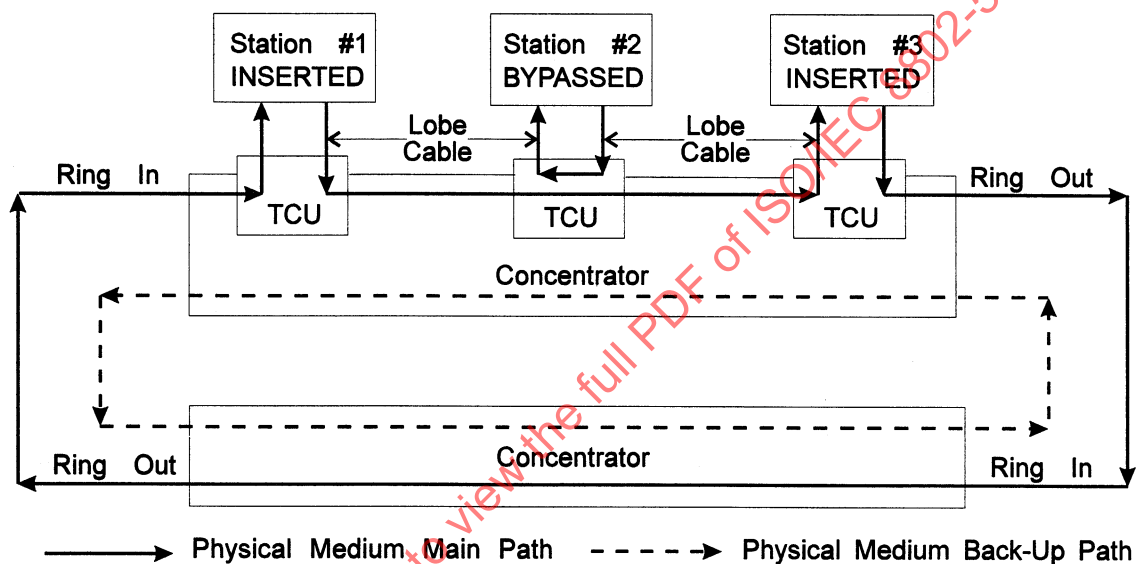 Station #1
INSERTED
Station #2
BYPASSED
Station #3
INSERTED
Lobe
Cable
Lobe
Cable
Ring In
TCU
TCU
TCU
Ring Out
Concentrator
Concentrator
Ring Out
Ring In
Physical Medium Main Path
Physical Medium Back-Up Path
to view the full PDF of ISO/IEC 8802-5